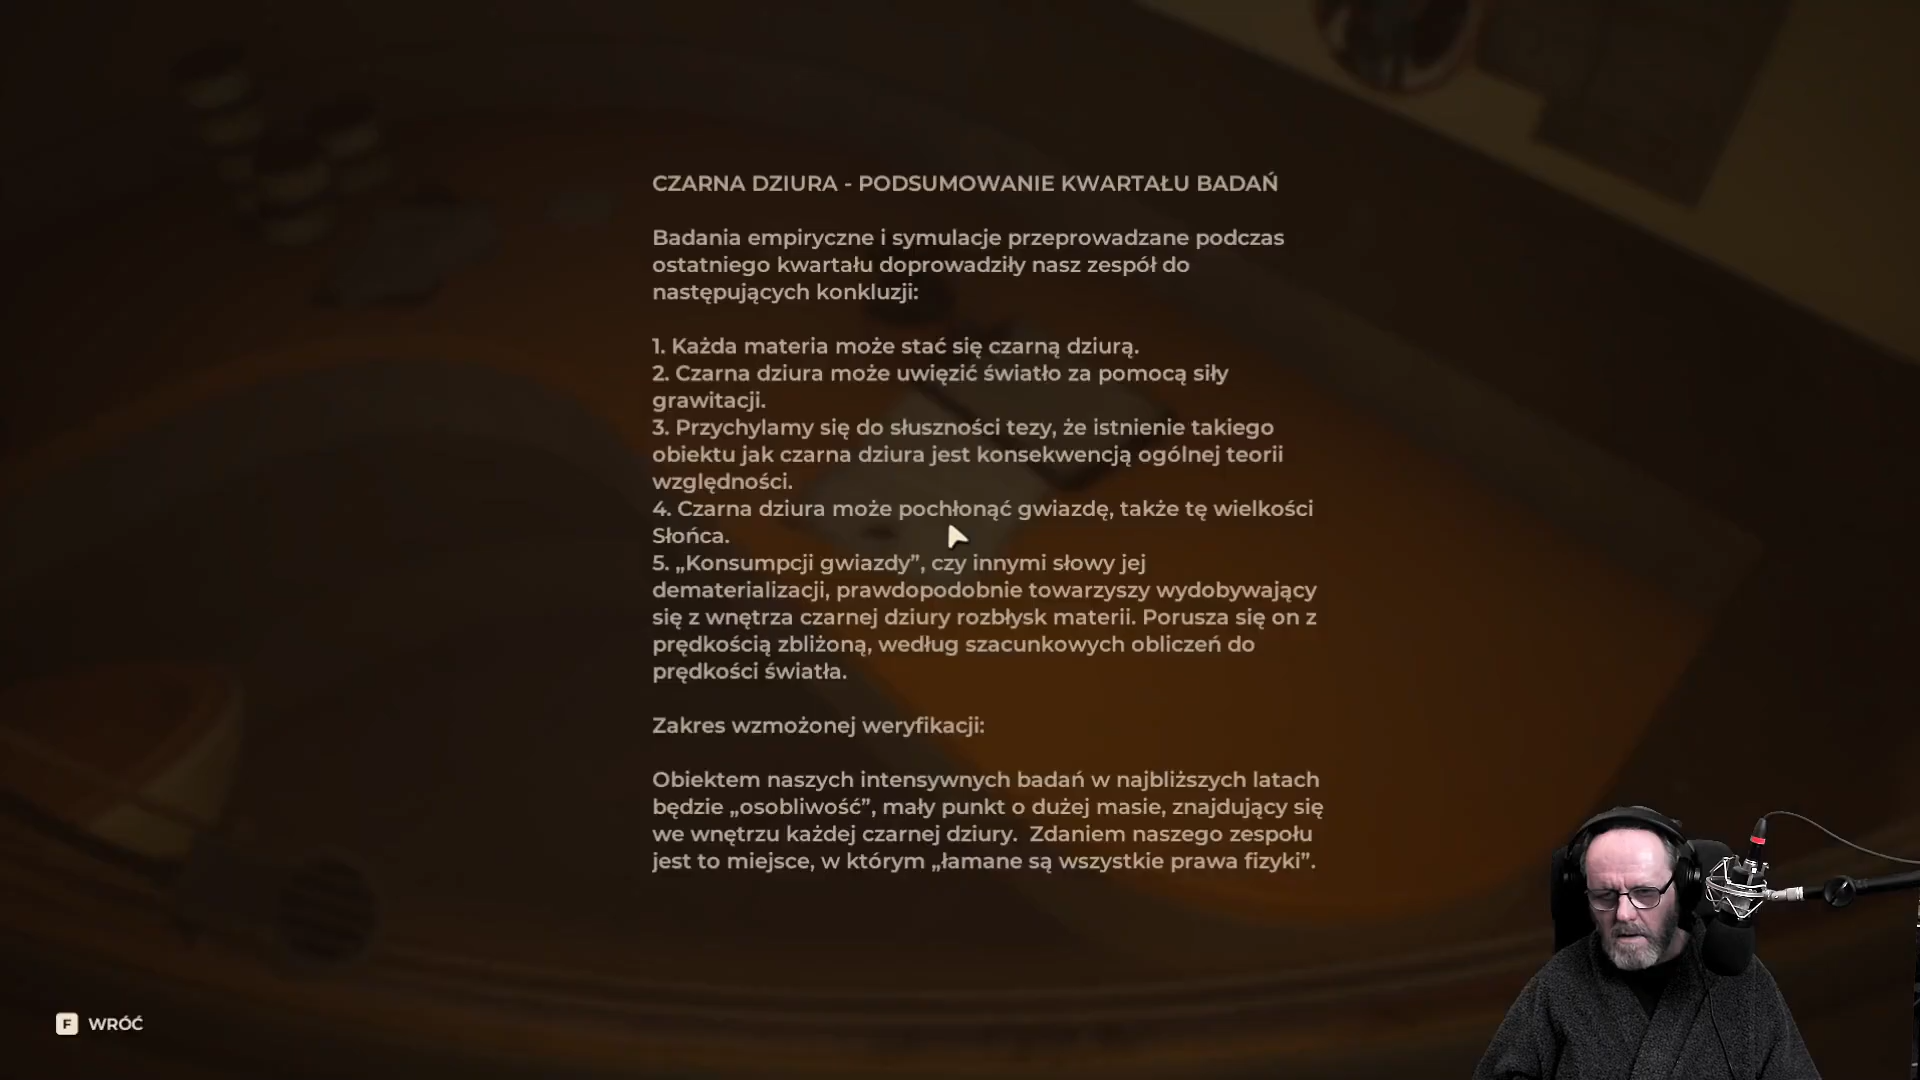 CZARNA DZIURA - PODSUMOWANIE KWARTAŁU BADAŃ
Badania empiryczne i symulacje przeprowadzane podczas
ostatniego kwartału doprowadziły nasz zespół do
następujących konkluzji:
1. Każda materia może stać się czarną dziurą.
2. Czarna dziura może uwięzić światło za pomocą siły
grawitacji.
3. Przychylamy się do słuszności tezy, że istnienie takiego
obiektu jak czarna dziura jest konsekwencją ogólnej teorii
względności.
4. Czarna dziura może pochłonąć gwiazdę, także tę wielkości
Słońca.
5. „Konsumpcji gwiazdy”, czy innymi słowy jej
dematerializacji, prawdopodobnie towarzyszy wydobywający
się z wnętrza czarnej dziury rozbłysk materii. Porusza się on z
prędkością zbliżoną, według szacunkowych obliczeń do
prędkości światła.
Zakres wzmożonej weryfikacji:
Obiektem naszych intensywnych badań w najbliższych latach
będzie „osobliwość”, mały punkt o dużej masie, znajdujący się
we wnętrzu każdej czarnej dziury.  Zdaniem naszego zespołu
jest to miejsce, w którym „łamane są wszystkie prawa fizyki”.
F WRÓĆ